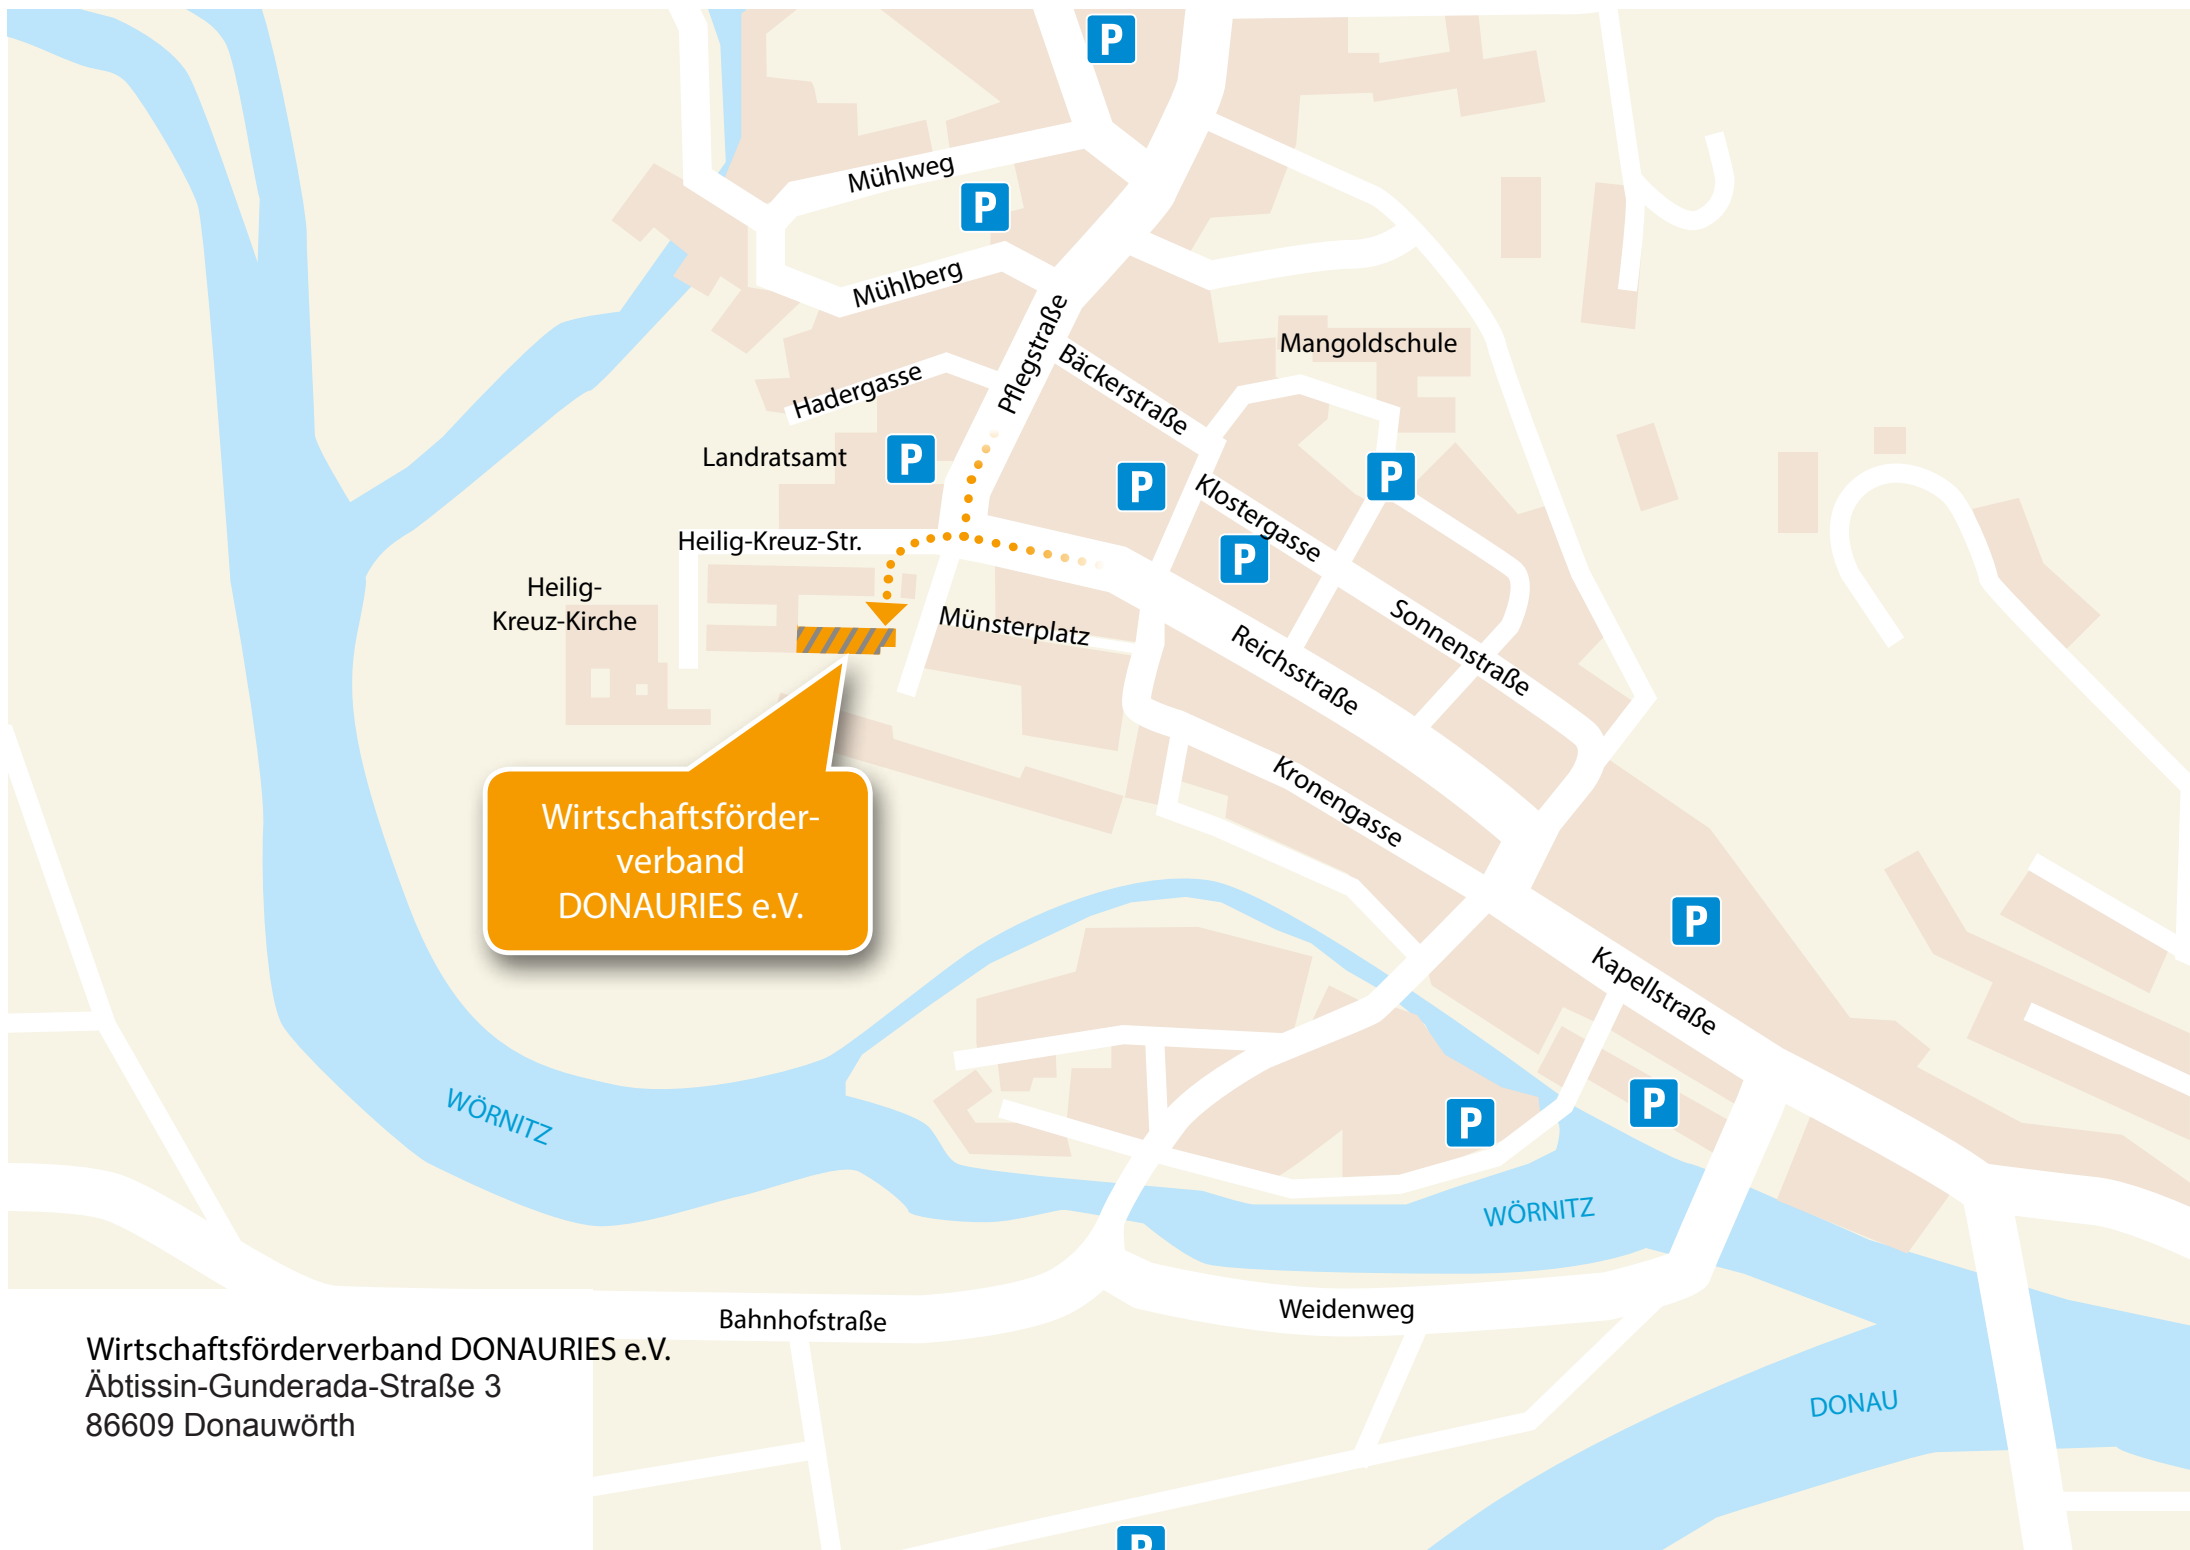 P
Mühlweg
P
Mühlberg
Pflegstraße
Mangoldschule
Bäckerstraße
Hadergasse
Landratsamt
P
P
P
Klostergasse
Heilig-Kreuz-Str.
P
Heilig-
Kreuz-Kirche
Münsterplatz
Sonnenstraße
Reichsstraße
Kronengasse
Wirtschaftsförder-
verband
DONAURIES e.V.
P
Kapellstraße
WÖRNITZ
P
P
WÖRNITZ
Bahnhofstraße
Weidenweg
Wirtschaftsförderverband DONAURIES e.V.
Äbtissin-Gunderada-Straße 3
86609 Donauwörth
DONAU
P